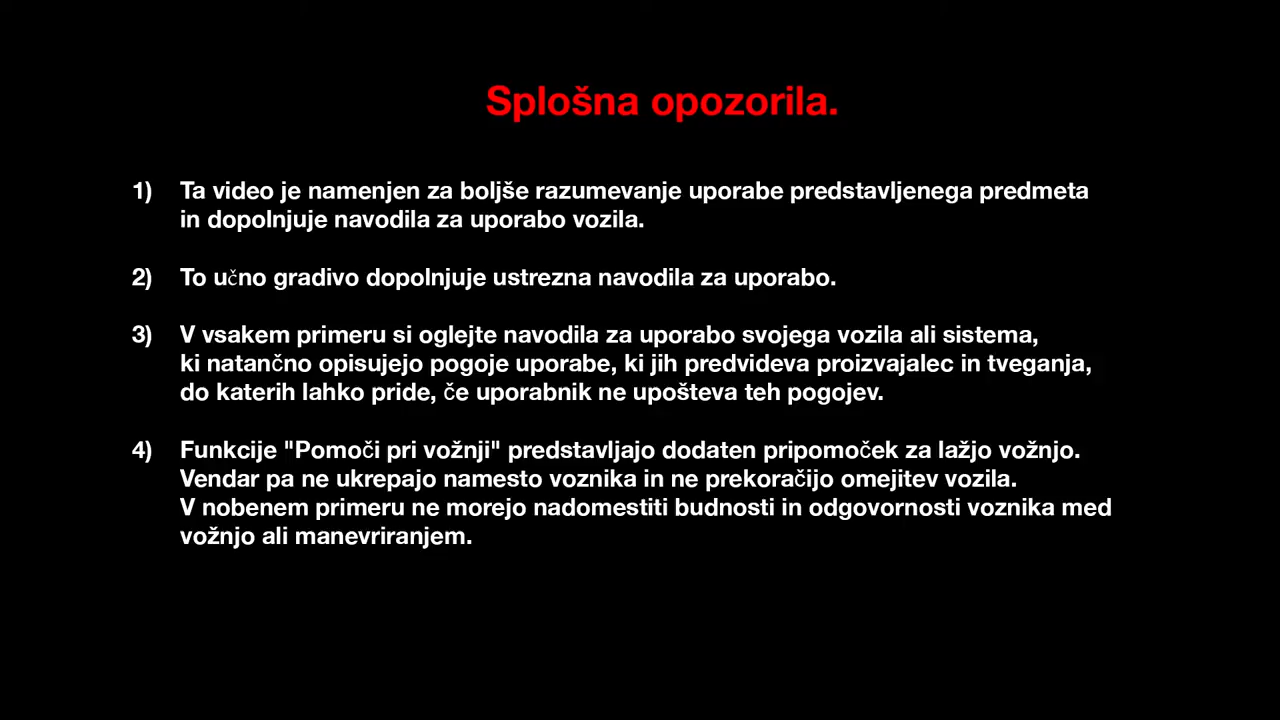 Splošna opozorila.
1) Ta video je namenjen za boljše razumevanje uporabe predstavljenega predmeta
in dopolnjuje navodila za uporabo vozila.
2) To učno gradivo dopolnjuje ustrezna navodila za uporabo.
3) V vsakem primeru si oglejte navodila za uporabo svojega vozila ali sistema,
ki natančno opisujejo pogoje uporabe, ki jih predvideva proizvajalec in tveganja,
do katerih lahko pride, če uporabnik ne upošteva teh pogojev.
4) Funkcije "Pomoči pri vožnji" predstavljajo dodaten pripomoček za lažjo vožnjo.
Vendar pa ne ukrepajo namesto voznika in ne prekoračijo omejitev vozila.
V nobenem primeru ne morejo nadomestiti budnosti in odgovornosti voznika med
vožnjo ali manevriranjem.